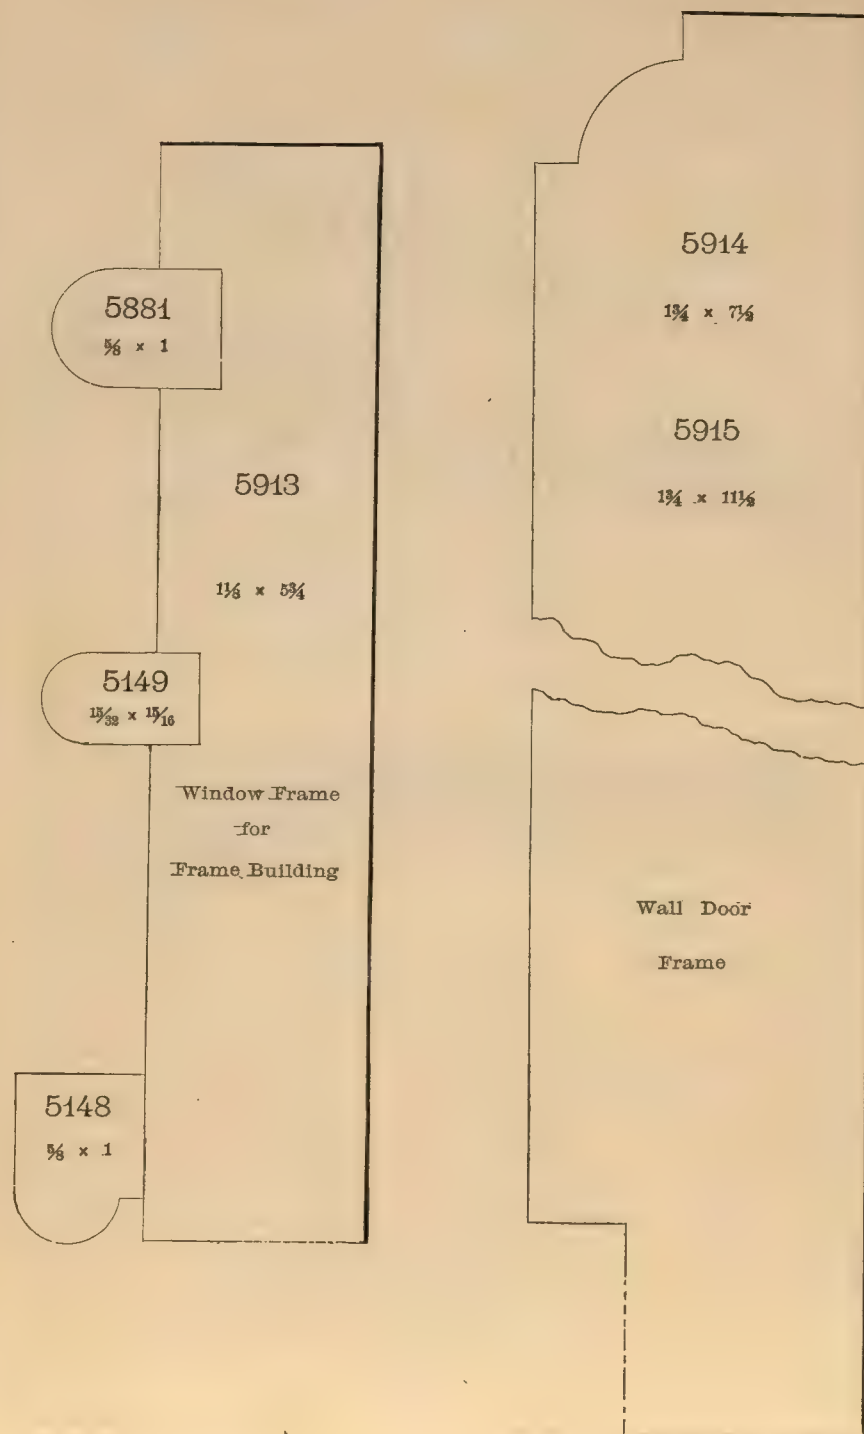 5881
⅝ × 1
5913
1⅛ × 5¾
5149
15/32 × 15/16
Window Frame
for
Frame Building
5148
⅝ × 1
5914
1¾ × 7½
5915
1¾ × 11½
Wall Door
Frame